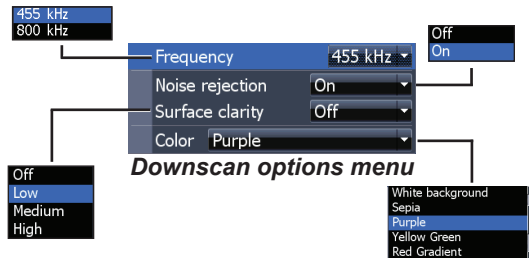 455 kHz
800 kHz
Off
On
Frequency 455 kHz
Noise rejection On
Surface clarity Off
Color Purple
Downscan options menu
Off
Low
Medium
High
White background
Sepia
Purple
Yellow Green
Red Gradient